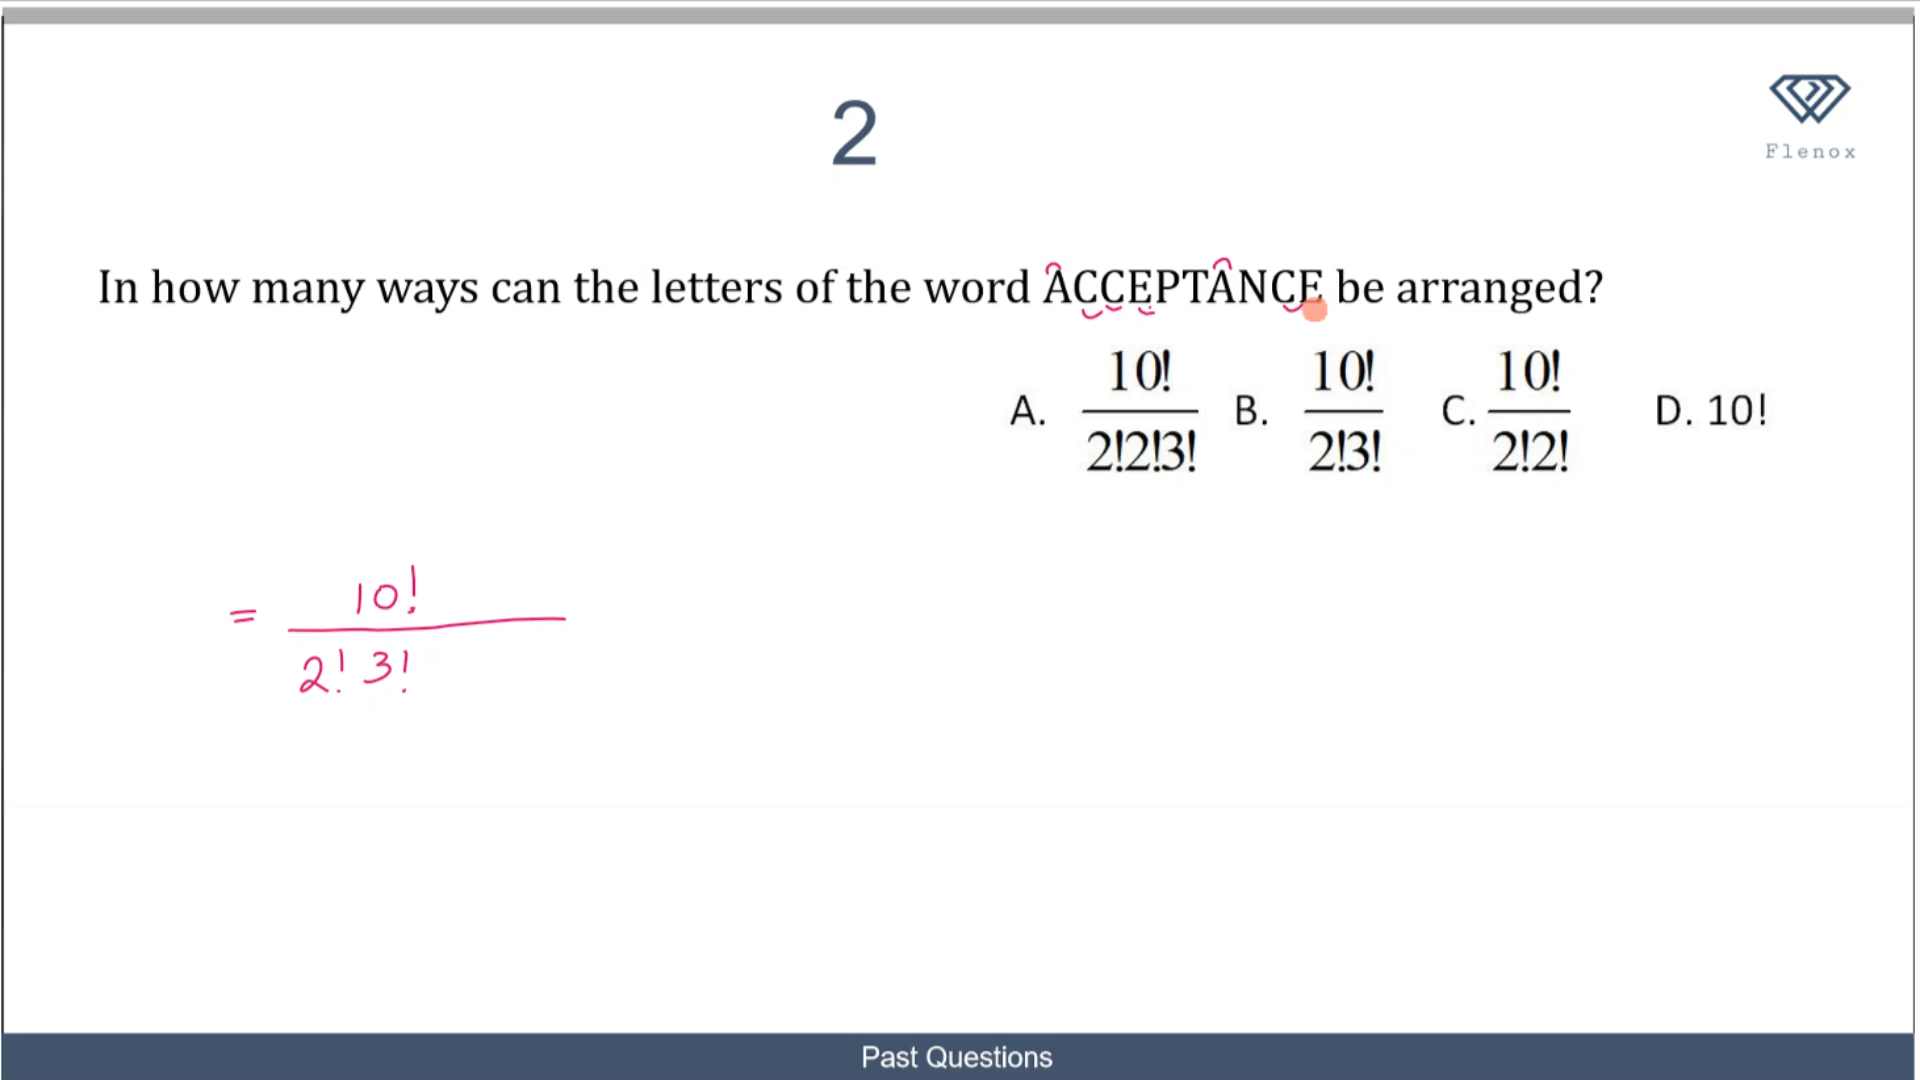 2
Flenox
In how many ways can the letters of the word ACCEPTANCE be arranged?
A. 10!/2!2!3! B. 10!/2!3! C. 10!/2!2! D. 10!
= 10!/2! 3!
Past Questions